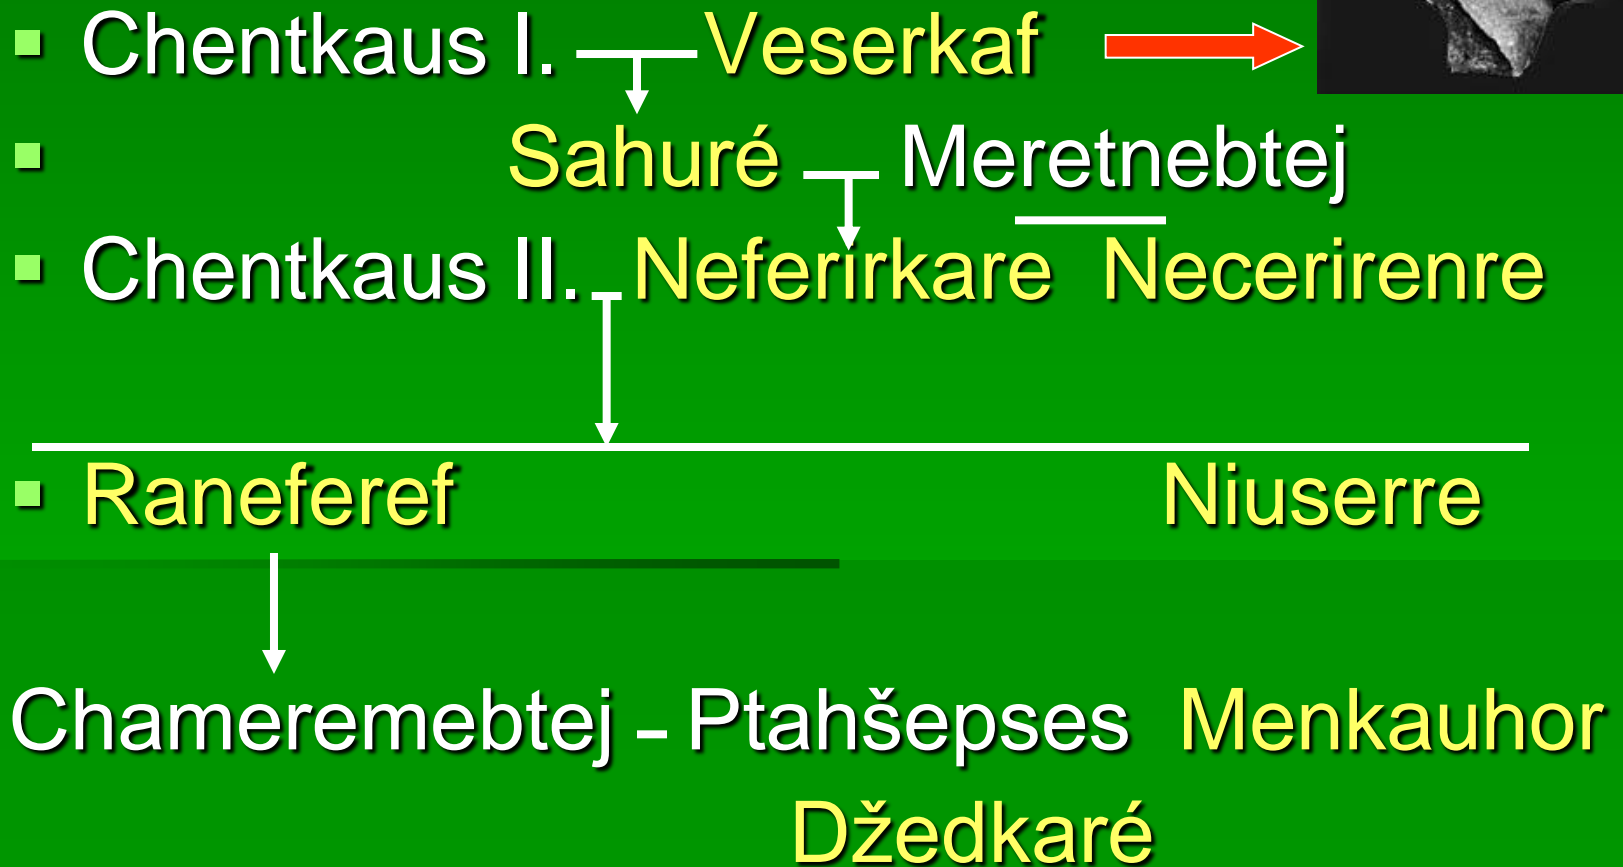 Chentkaus I. Veserkaf
Sahuré Meretnebtej
Chentkaus II. Neferirkare Necerirenre
Raneferef Niuserre
Chameremebtej - Ptahšepses Menkauhor
Džedkaré